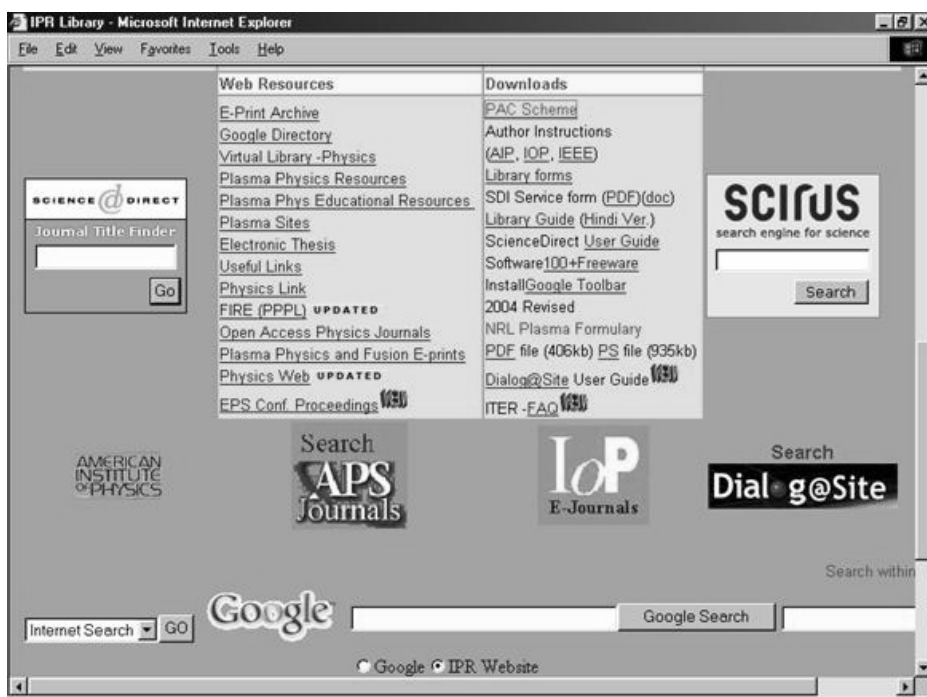 IPR Library - Microsoft Internet Explorer
File Edit View Favorites Tools Help
Web Resources
E-Print Archive
Google Directory
Virtual Library -Physics
Plasma Physics Resources
Plasma Phys Educational Resources
Plasma Sites
Electronic Thesis
Useful Links
Physics Link
FIRE (PPPL) UPDATED
Open Access Physics Journals
Plasma Physics and Fusion E-prints
Physics Web UPDATED
EPS Conf. Proceedings
Downloads
PAC Scheme
Author Instructions
(AIP, IOP, IEEE)
Library forms
SDI Service form (PDF)(doc)
Library Guide (Hindi Ver.)
ScienceDirect User Guide
Software100+Freeware
InstallGoogle Toolbar
2004 Revised
NRL Plasma Formulary
PDF file (406kb) PS file (935kb)
Dialog@Site User Guide
ITER -FAQ
SCIENCE @ DIRECT
Journal Title Finder
Go
SCIRUS
search engine for science
Search
AMERICAN
INSTITUTE
OF PHYSICS
Search
APS
Journals
IoP
E-Journals
Search
Dialog@Site
Search within
Internet Search GO
Google
Google Search
Google IPR Website